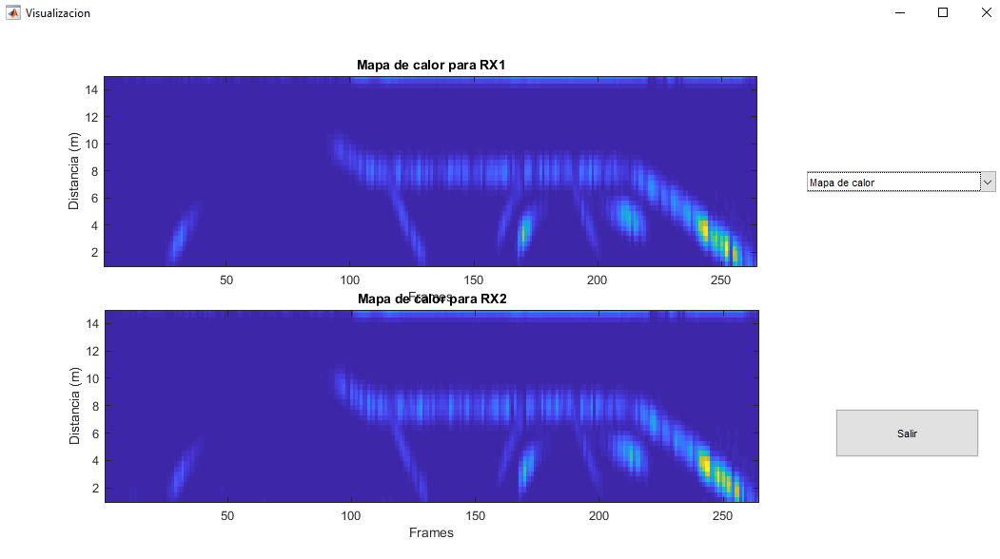 Visualizacion
Mapa de calor para RX1
14
12
10
8
6
4
2
Distancia (m)
50
100
150
200
250
Frames
Mapa de calor
Mapa de calor para RX2
14
12
10
8
6
4
2
Distancia (m)
50
100
150
200
250
Frames
Salir